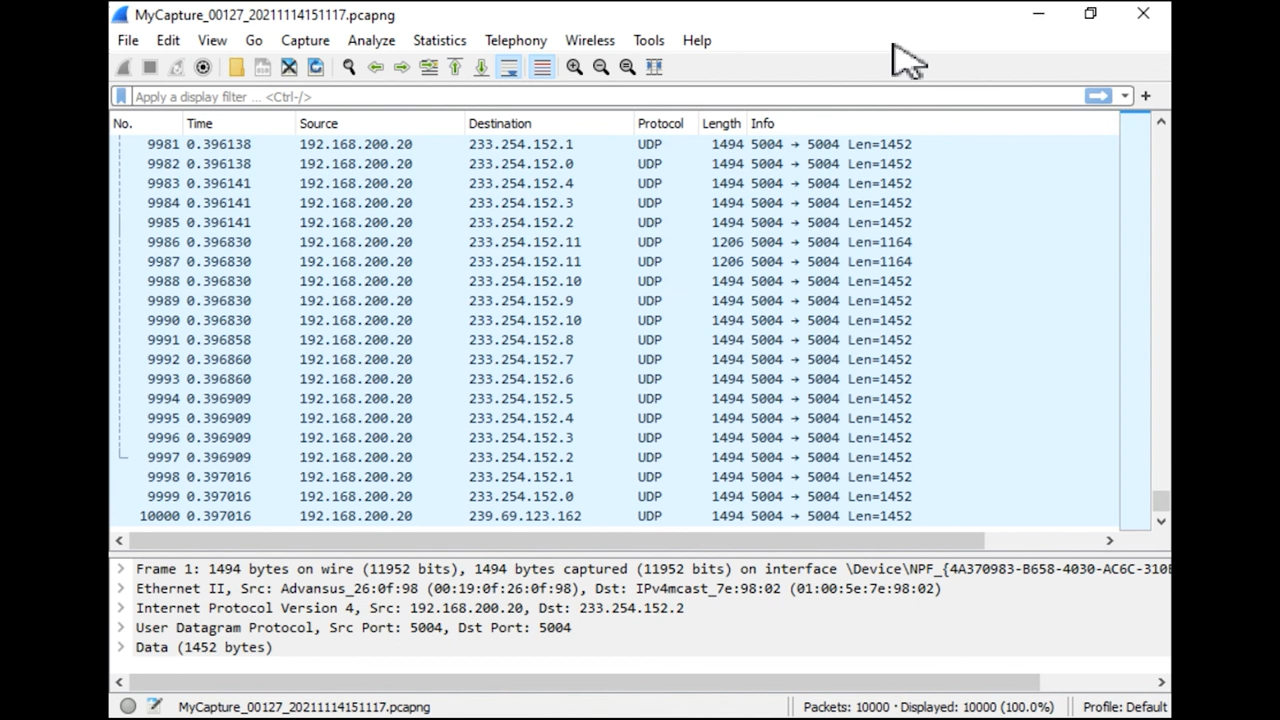 MyCapture_00127_20211114151117.pcapng
File Edit View Go Capture Analyze Statistics Telephony Wireless Tools Help
Apply a display filter ... <Ctrl-/>
No. Time Source Destination Protocol Length Info
9981 0.396138 192.168.200.20 233.254.152.1 UDP 1494 5004 → 5004 Len=1452
9982 0.396138 192.168.200.20 233.254.152.0 UDP 1494 5004 → 5004 Len=1452
9983 0.396141 192.168.200.20 233.254.152.4 UDP 1494 5004 → 5004 Len=1452
9984 0.396141 192.168.200.20 233.254.152.3 UDP 1494 5004 → 5004 Len=1452
9985 0.396141 192.168.200.20 233.254.152.2 UDP 1494 5004 → 5004 Len=1452
9986 0.396830 192.168.200.20 233.254.152.11 UDP 1206 5004 → 5004 Len=1164
9987 0.396830 192.168.200.20 233.254.152.11 UDP 1206 5004 → 5004 Len=1164
9988 0.396830 192.168.200.20 233.254.152.10 UDP 1494 5004 → 5004 Len=1452
9989 0.396830 192.168.200.20 233.254.152.9 UDP 1494 5004 → 5004 Len=1452
9990 0.396830 192.168.200.20 233.254.152.10 UDP 1494 5004 → 5004 Len=1452
9991 0.396858 192.168.200.20 233.254.152.8 UDP 1494 5004 → 5004 Len=1452
9992 0.396860 192.168.200.20 233.254.152.7 UDP 1494 5004 → 5004 Len=1452
9993 0.396860 192.168.200.20 233.254.152.6 UDP 1494 5004 → 5004 Len=1452
9994 0.396909 192.168.200.20 233.254.152.5 UDP 1494 5004 → 5004 Len=1452
9995 0.396909 192.168.200.20 233.254.152.4 UDP 1494 5004 → 5004 Len=1452
9996 0.396909 192.168.200.20 233.254.152.3 UDP 1494 5004 → 5004 Len=1452
9997 0.396909 192.168.200.20 233.254.152.2 UDP 1494 5004 → 5004 Len=1452
9998 0.397016 192.168.200.20 233.254.152.1 UDP 1494 5004 → 5004 Len=1452
9999 0.397016 192.168.200.20 233.254.152.0 UDP 1494 5004 → 5004 Len=1452
10000 0.397016 192.168.200.20 239.69.123.162 UDP 1494 5004 → 5004 Len=1452
Frame 1: 1494 bytes on wire (11952 bits), 1494 bytes captured (11952 bits) on interface \Device\NPF_{4A370983-B658-4030-AC6C-310
Ethernet II, Src: Advansus_26:0f:98 (00:19:0f:26:0f:98), Dst: IPv4mcast_7e:98:02 (01:00:5e:7e:98:02)
Internet Protocol Version 4, Src: 192.168.200.20, Dst: 233.254.152.2
User Datagram Protocol, Src Port: 5004, Dst Port: 5004
Data (1452 bytes)
MyCapture_00127_20211114151117.pcapng Packets: 10000 · Displayed: 10000 (100.0%) Profile: Default